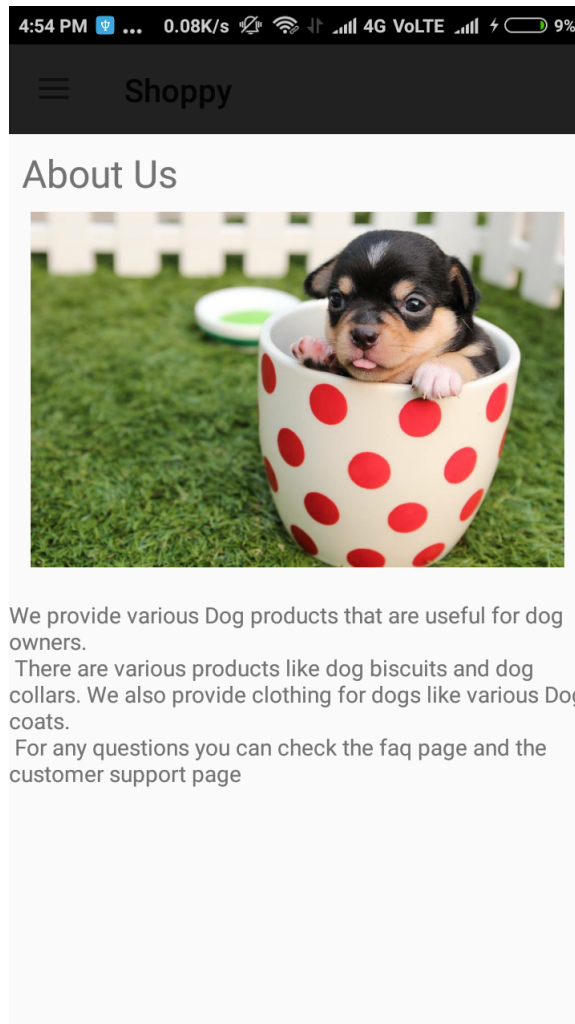 4:54 PM ... 0.08K/s 4G VoLTE 9%
Shoppy
About Us
We provide various Dog products that are useful for dog
owners.
There are various products like dog biscuits and dog
collars. We also provide clothing for dogs like various Dog
coats.
For any questions you can check the faq page and the
customer support page